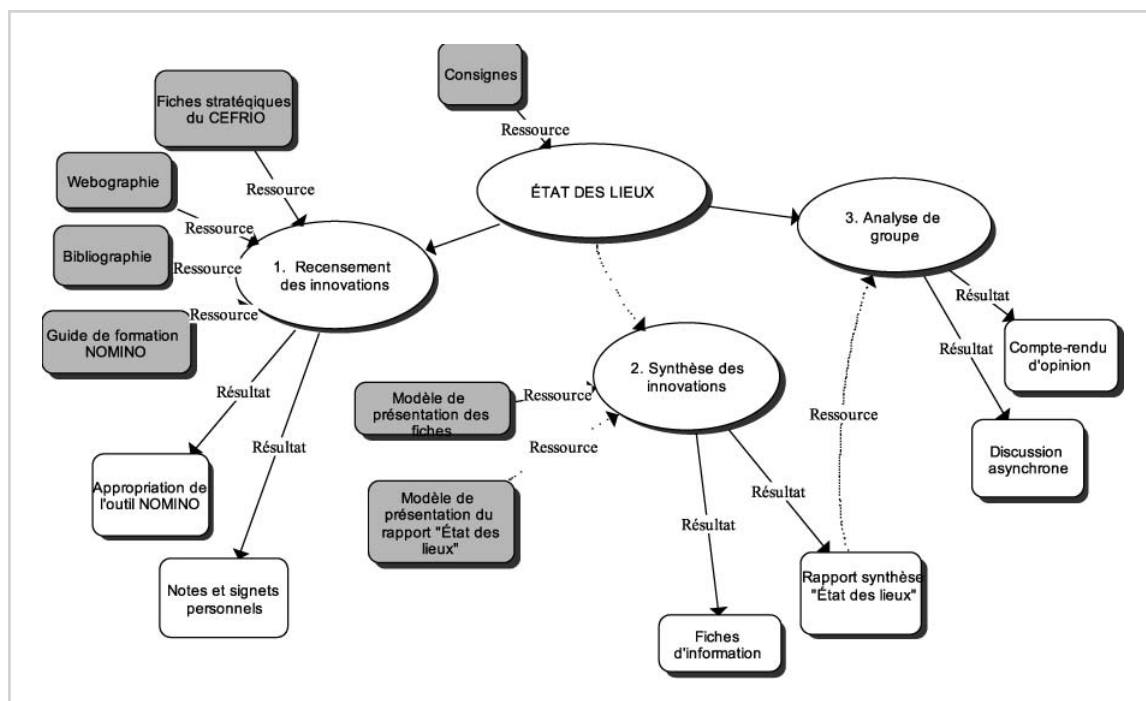 Consignes
Fiches stratéqiques
du CEFRIO
Ressource
Webographie
Ressource
ÉTAT DES LIEUX
3. Analyse de
groupe
Ressource
Bibliographie
Ressource
1. Recensement
des innovations
Ressource
Guide de formation
NOMINO
Résultat
Résultat
Compte-rendu
d'opinion
2. Synthèse des
innovations
Résultat
Modèle de
présentation des
fiches
Ressource
Ressource
Résultat
Ressource
Discussion
asynchrone
Appropriation de
l'outil NOMINO
Modèle de
présentation du
rapport "État des
lieux"
Résultat
Résultat
Notes et signets
personnels
Rapport synthèse
"État des lieux"
Fiches
d'information